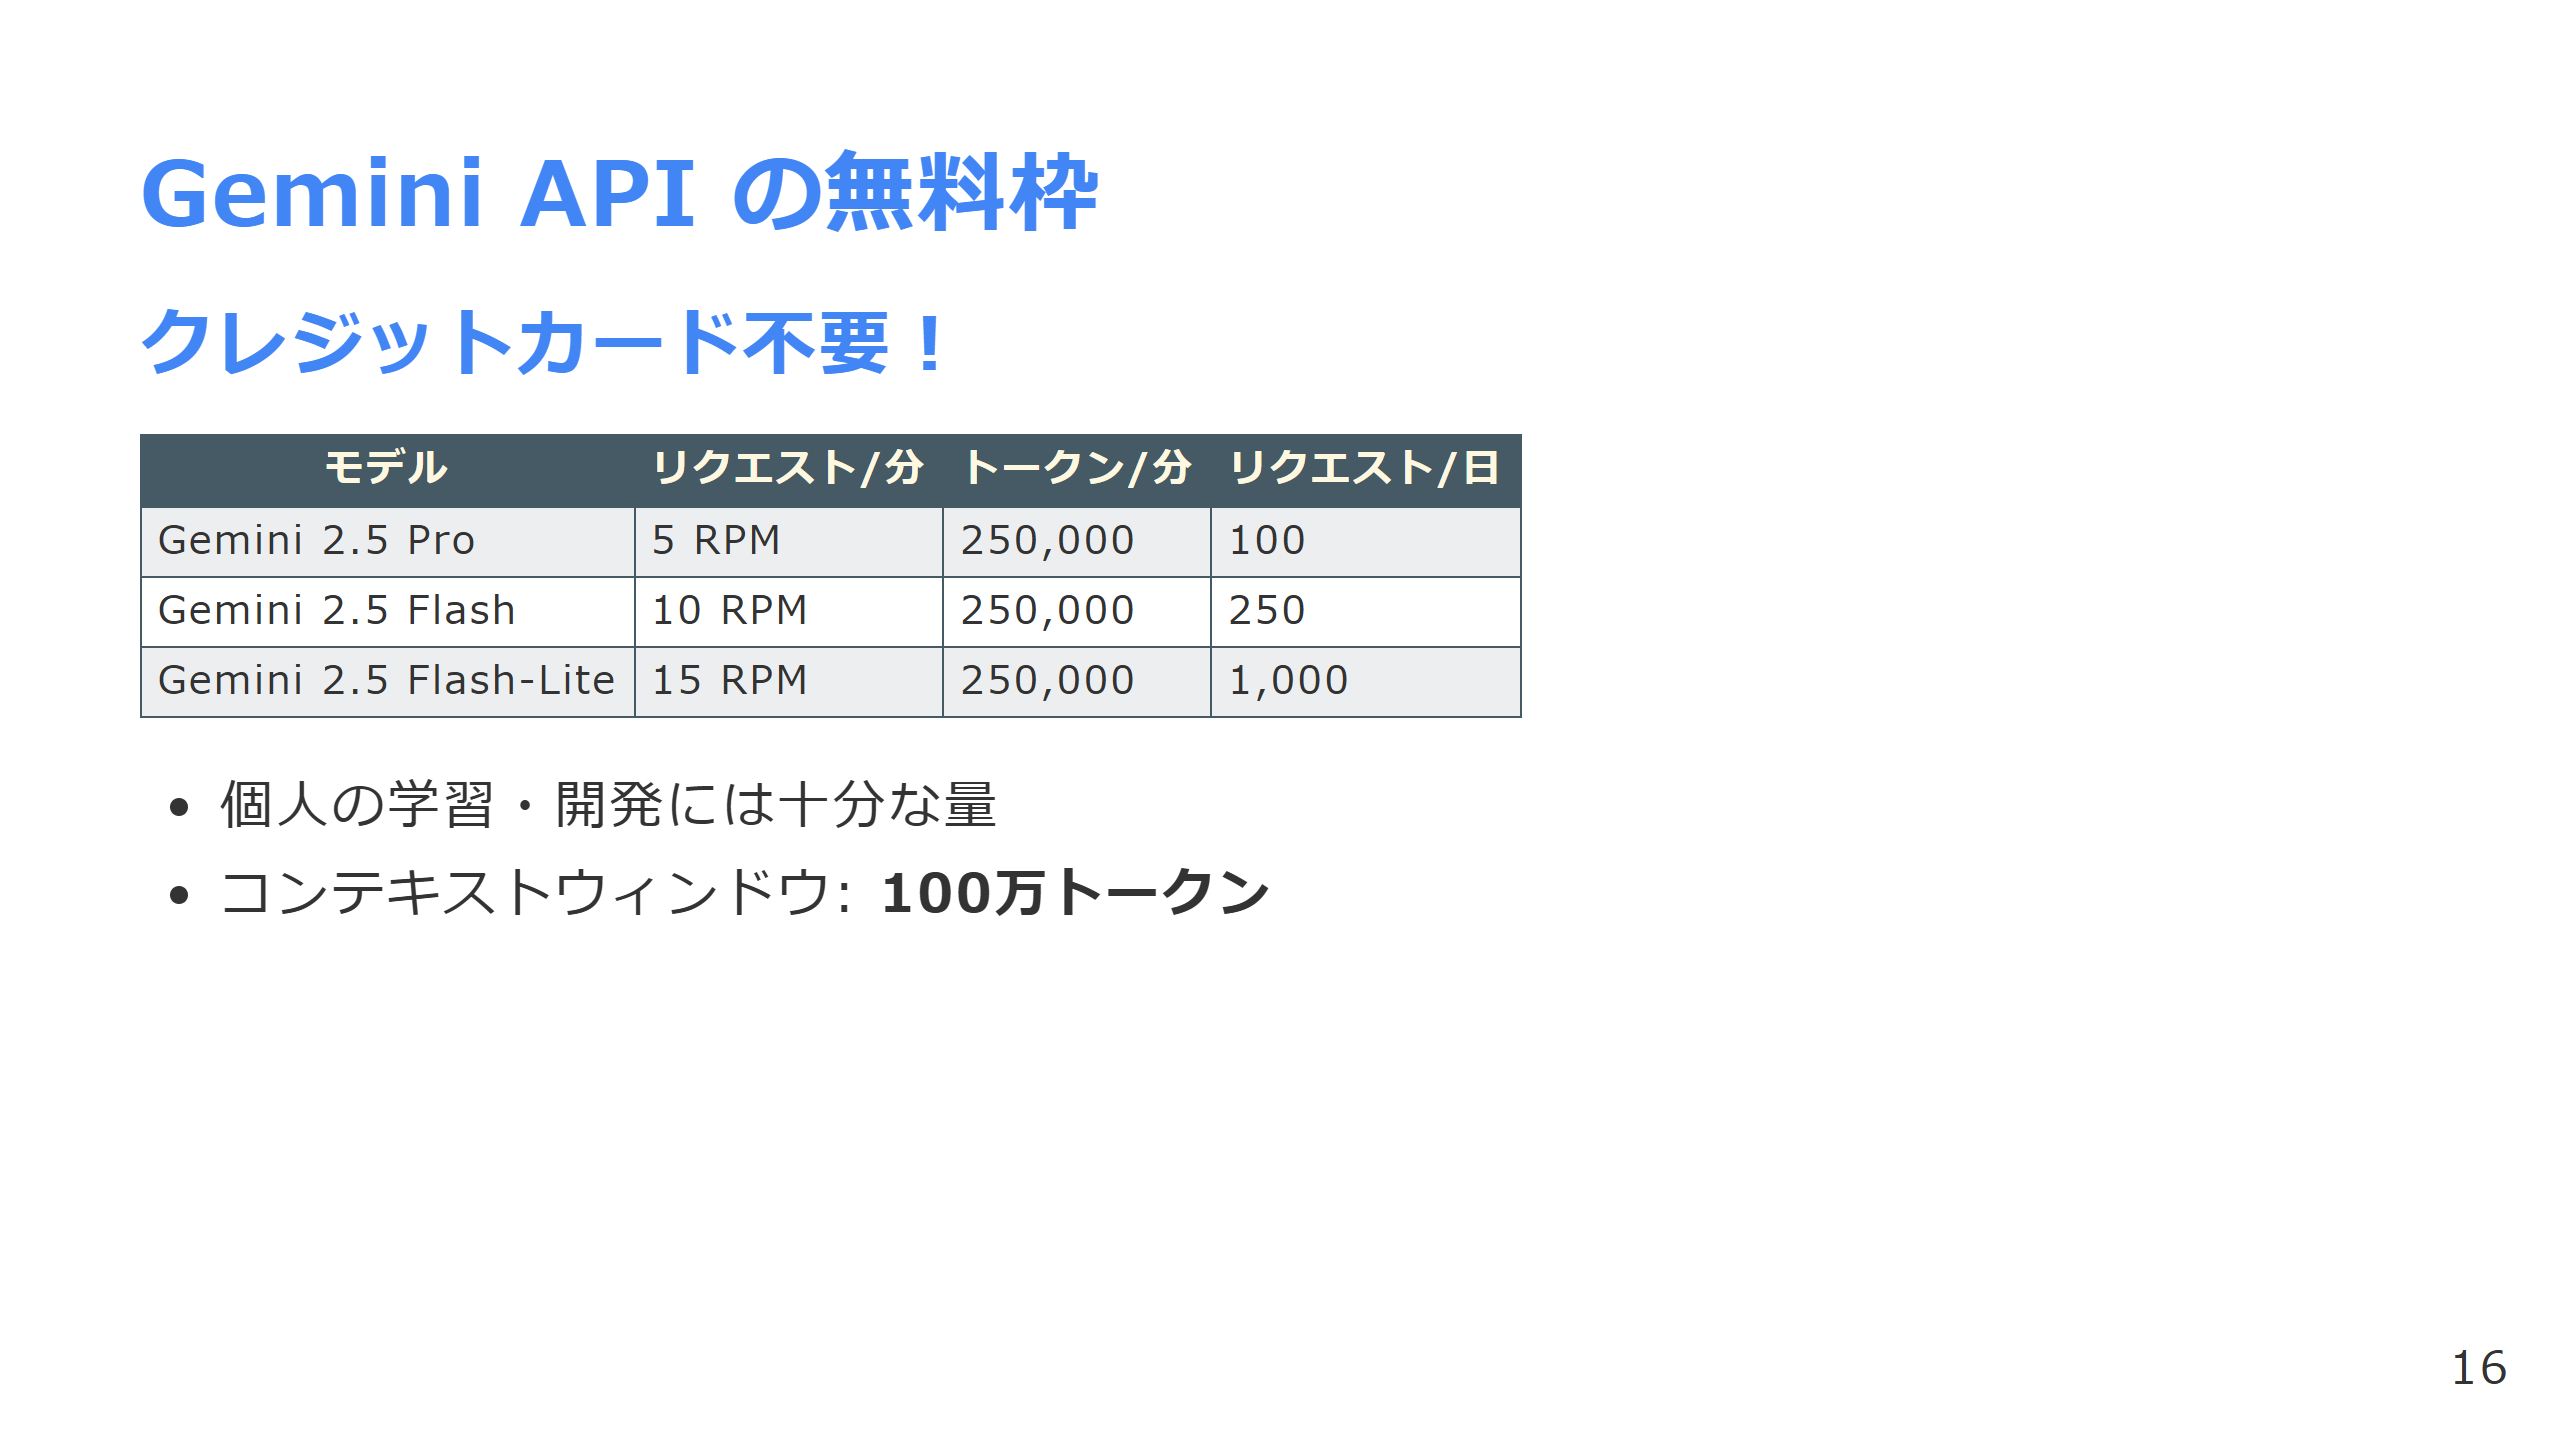 Gemini API の無料枠
クレジットカード不要！
モデル リクエスト/分 トークン/分 リクエスト/日
Gemini 2.5 Pro 5 RPM 250,000 100
Gemini 2.5 Flash 10 RPM 250,000 250
Gemini 2.5 Flash-Lite 15 RPM 250,000 1,000
• 個人の学習・開発には十分な量
• コンテキストウィンドウ: 100万トークン
16